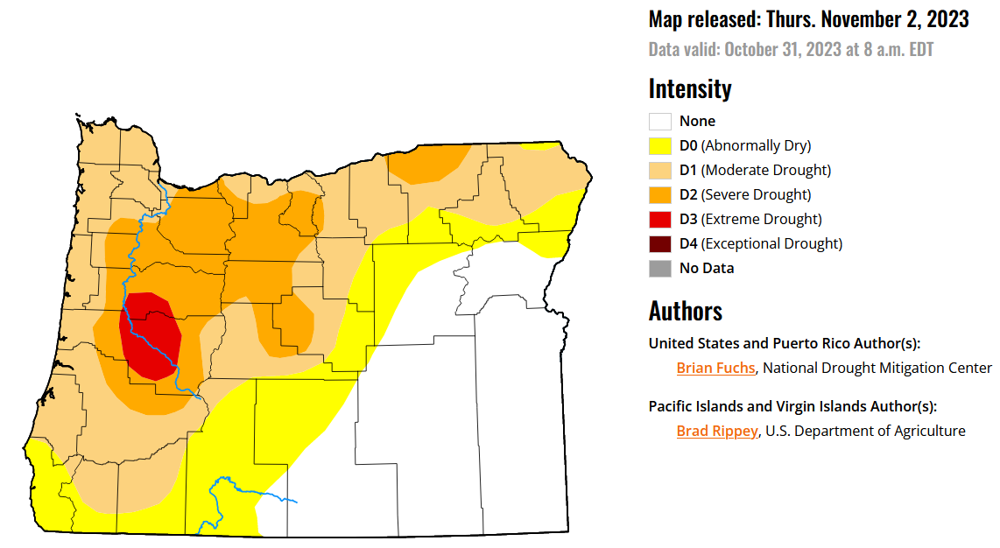 Map released: Thurs. November 2, 2023
Data valid: October 31, 2023 at 8 a.m. EDT
Intensity
None
D0 (Abnormally Dry)
D1 (Moderate Drought)
D2 (Severe Drought)
D3 (Extreme Drought)
D4 (Exceptional Drought)
No Data
Authors
United States and Puerto Rico Author(s):
Brian Fuchs, National Drought Mitigation Center
Pacific Islands and Virgin Islands Author(s):
Brad Rippey, U.S. Department of Agriculture